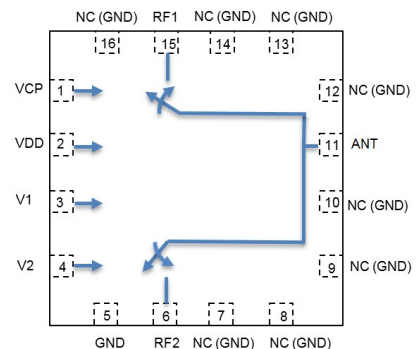 NC (GND) RF1 NC (GND) NC (GND)
16 15 14 13
VCP 1 12 NC (GND)
VDD 2 11 ANT
V1 3 10 NC (GND)
V2 4 9 NC (GND)
5 6 7 8
GND RF2 NC (GND) NC (GND)